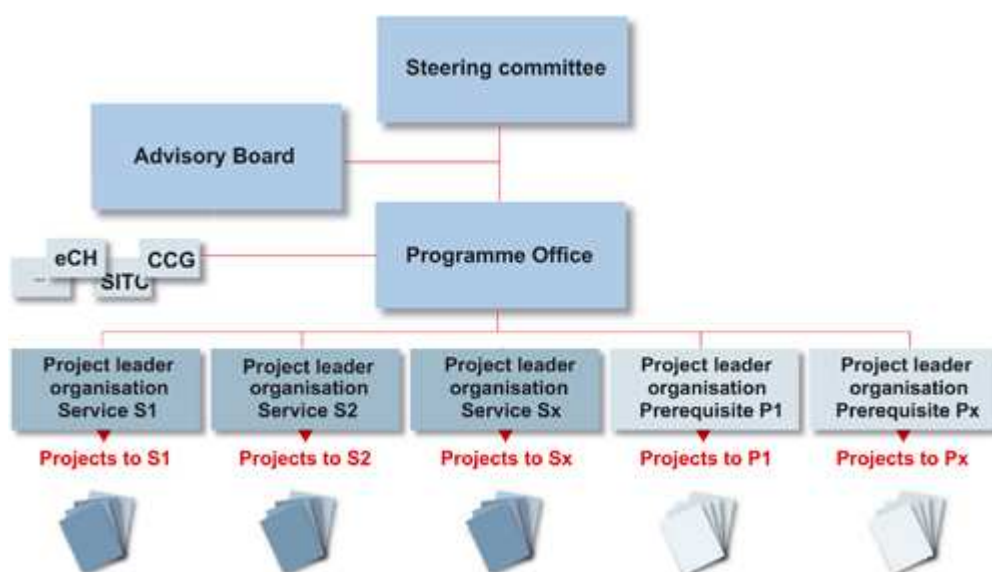 Steering committee
Advisory Board
Programme Office
eCH
CCG
...
SITC
Project leader
organisation
Service S1
Project leader
organisation
Service S2
Project leader
organisation
Service Sx
Project leader
organisation
Prerequisite P1
Project leader
organisation
Prerequisite Px
Projects to S1
Projects to S2
Projects to Sx
Projects to P1
Projects to Px